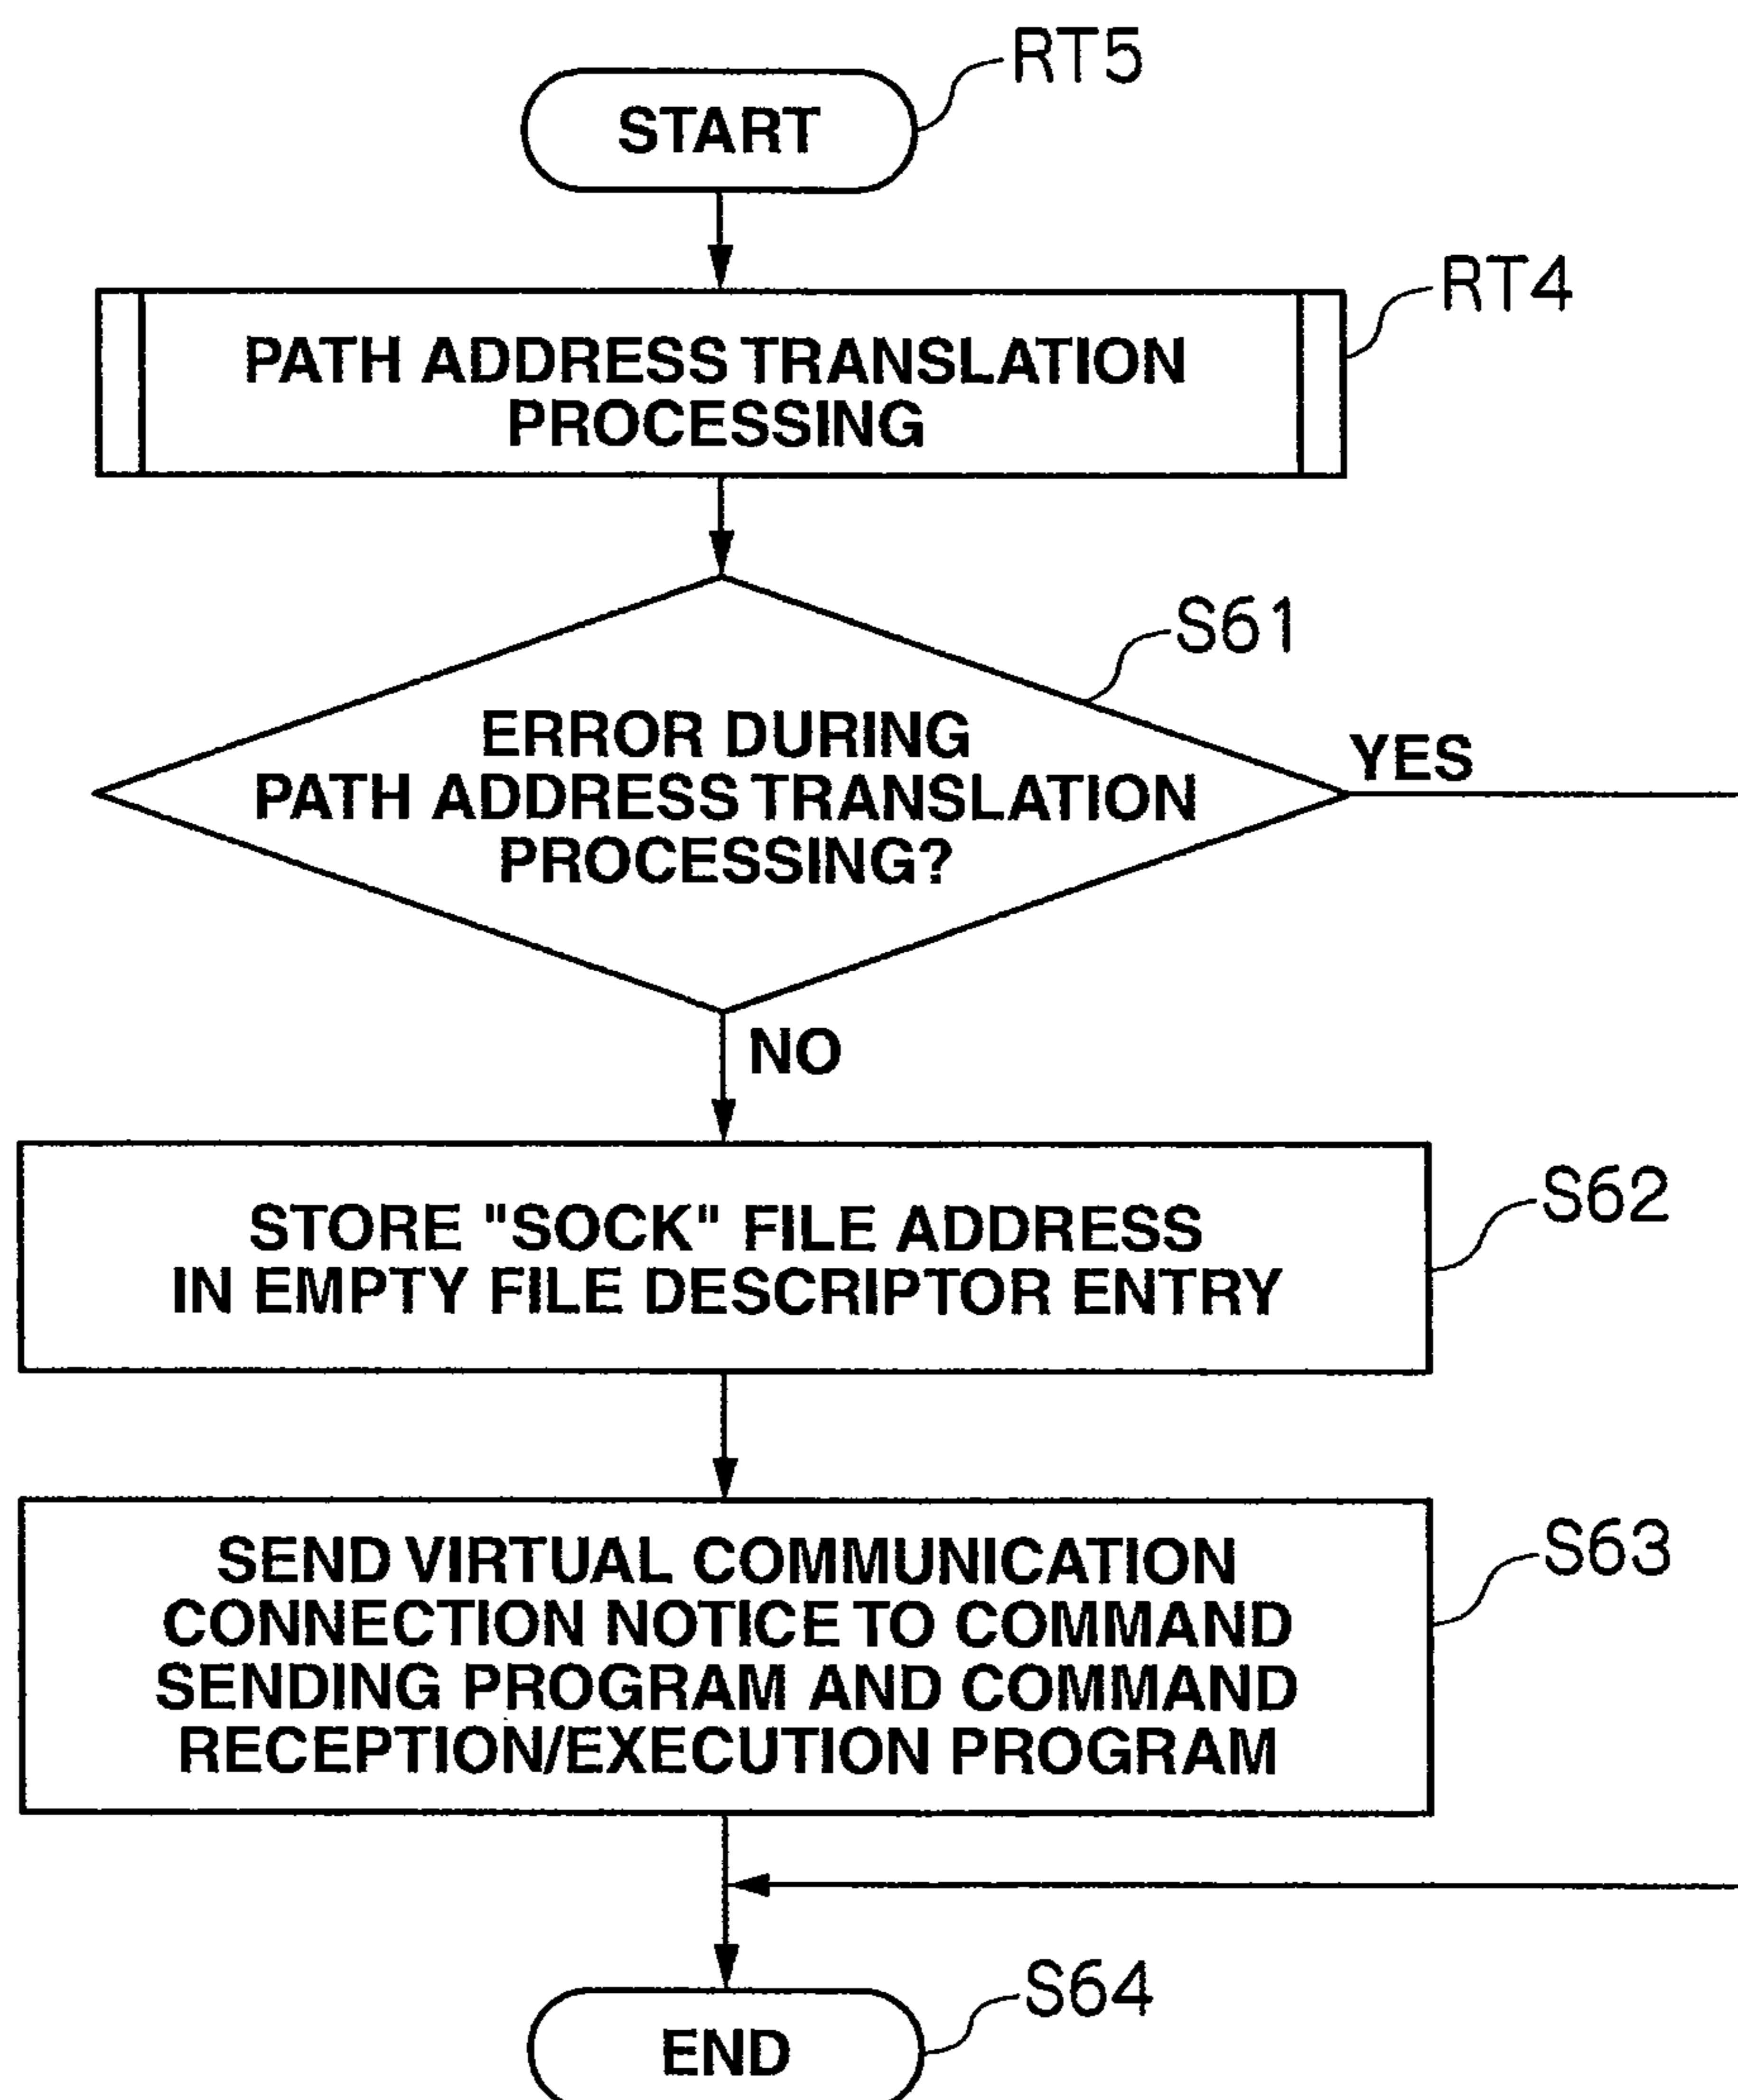 RT5
START
RT4
PATH ADDRESS TRANSLATION
PROCESSING
S61
ERROR DURING
PATH ADDRESS TRANSLATION
PROCESSING?
YES
NO
S62
STORE "SOCK" FILE ADDRESS
IN EMPTY FILE DESCRIPTOR ENTRY
S63
SEND VIRTUAL COMMUNICATION
CONNECTION NOTICE TO COMMAND
SENDING PROGRAM AND COMMAND
RECEPTION/EXECUTION PROGRAM
S64
END